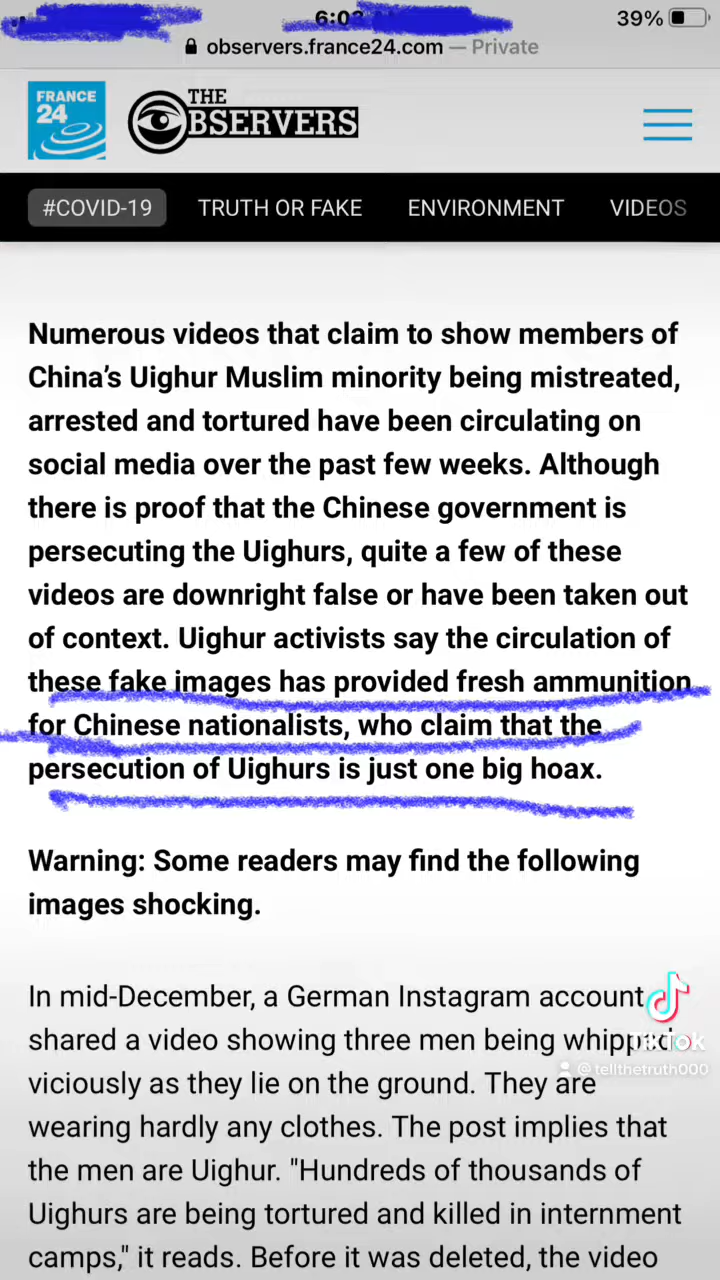 6:0
39%
observers.france24.com — Private
FRANCE
24
THE
OBSERVERS
#COVID-19 TRUTH OR FAKE ENVIRONMENT VIDEOS
Numerous videos that claim to show members of
China’s Uighur Muslim minority being mistreated,
arrested and tortured have been circulating on
social media over the past few weeks. Although
there is proof that the Chinese government is
persecuting the Uighurs, quite a few of these
videos are downright false or have been taken out
of context. Uighur activists say the circulation of
these fake images has provided fresh ammunition
for Chinese nationalists, who claim that the
persecution of Uighurs is just one big hoax.
Warning: Some readers may find the following
images shocking.
In mid-December, a German Instagram account
shared a video showing three men being whipped
viciously as they lie on the ground. They are
wearing hardly any clothes. The post implies that
the men are Uighur. "Hundreds of thousands of
Uighurs are being tortured and killed in internment
camps," it reads. Before it was deleted, the video
TikTok
@tellthetruth000